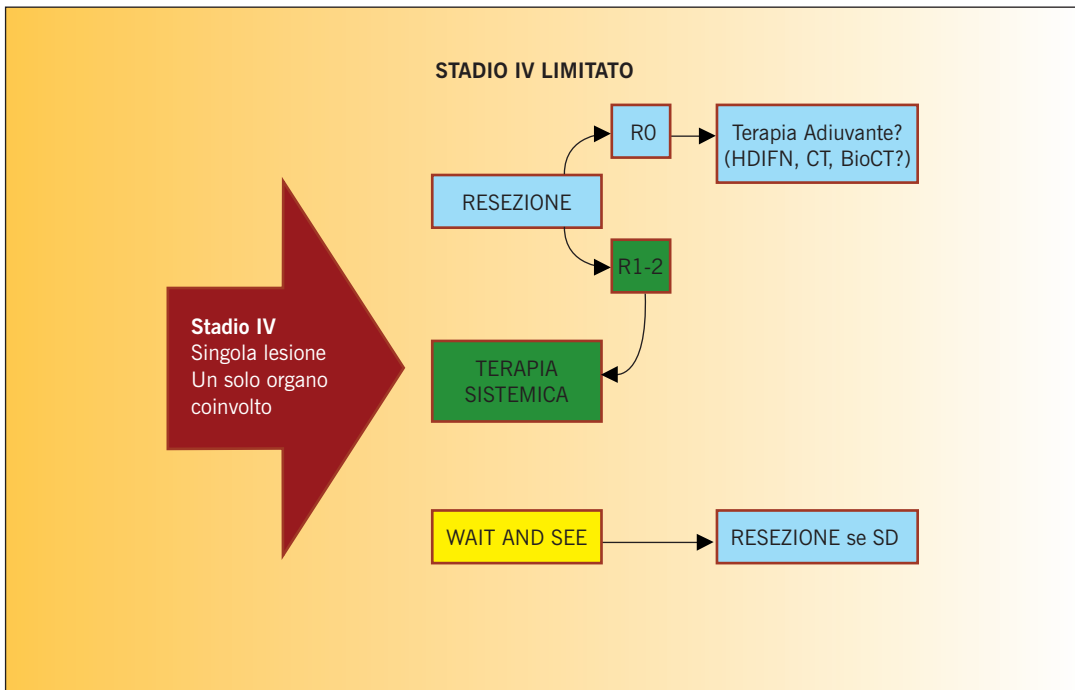 STADIO IV LIMITATO
R0
Terapia Adiuvante?
(HDIFN, CT, BioCT?)
RESEZIONE
R1-2
Stadio IV
Singola lesione
Un solo organo
coinvolto
TERAPIA
SISTEMICA
WAIT AND SEE
RESEZIONE se SD